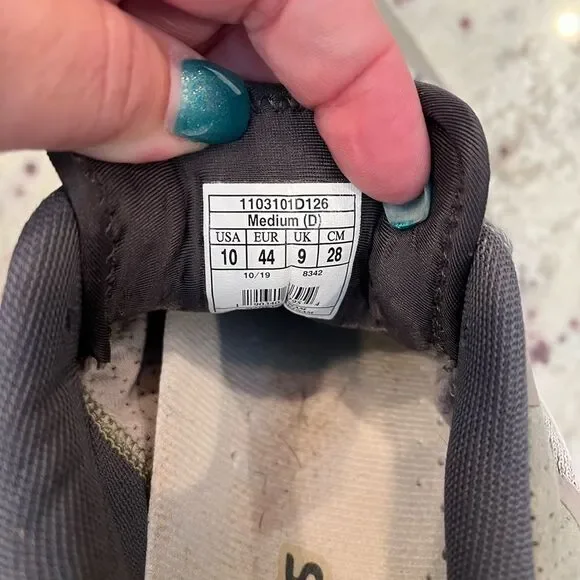 1103101D126
Medium (D)
USA EUR UK CM
10 44 9 28
10/19 8342